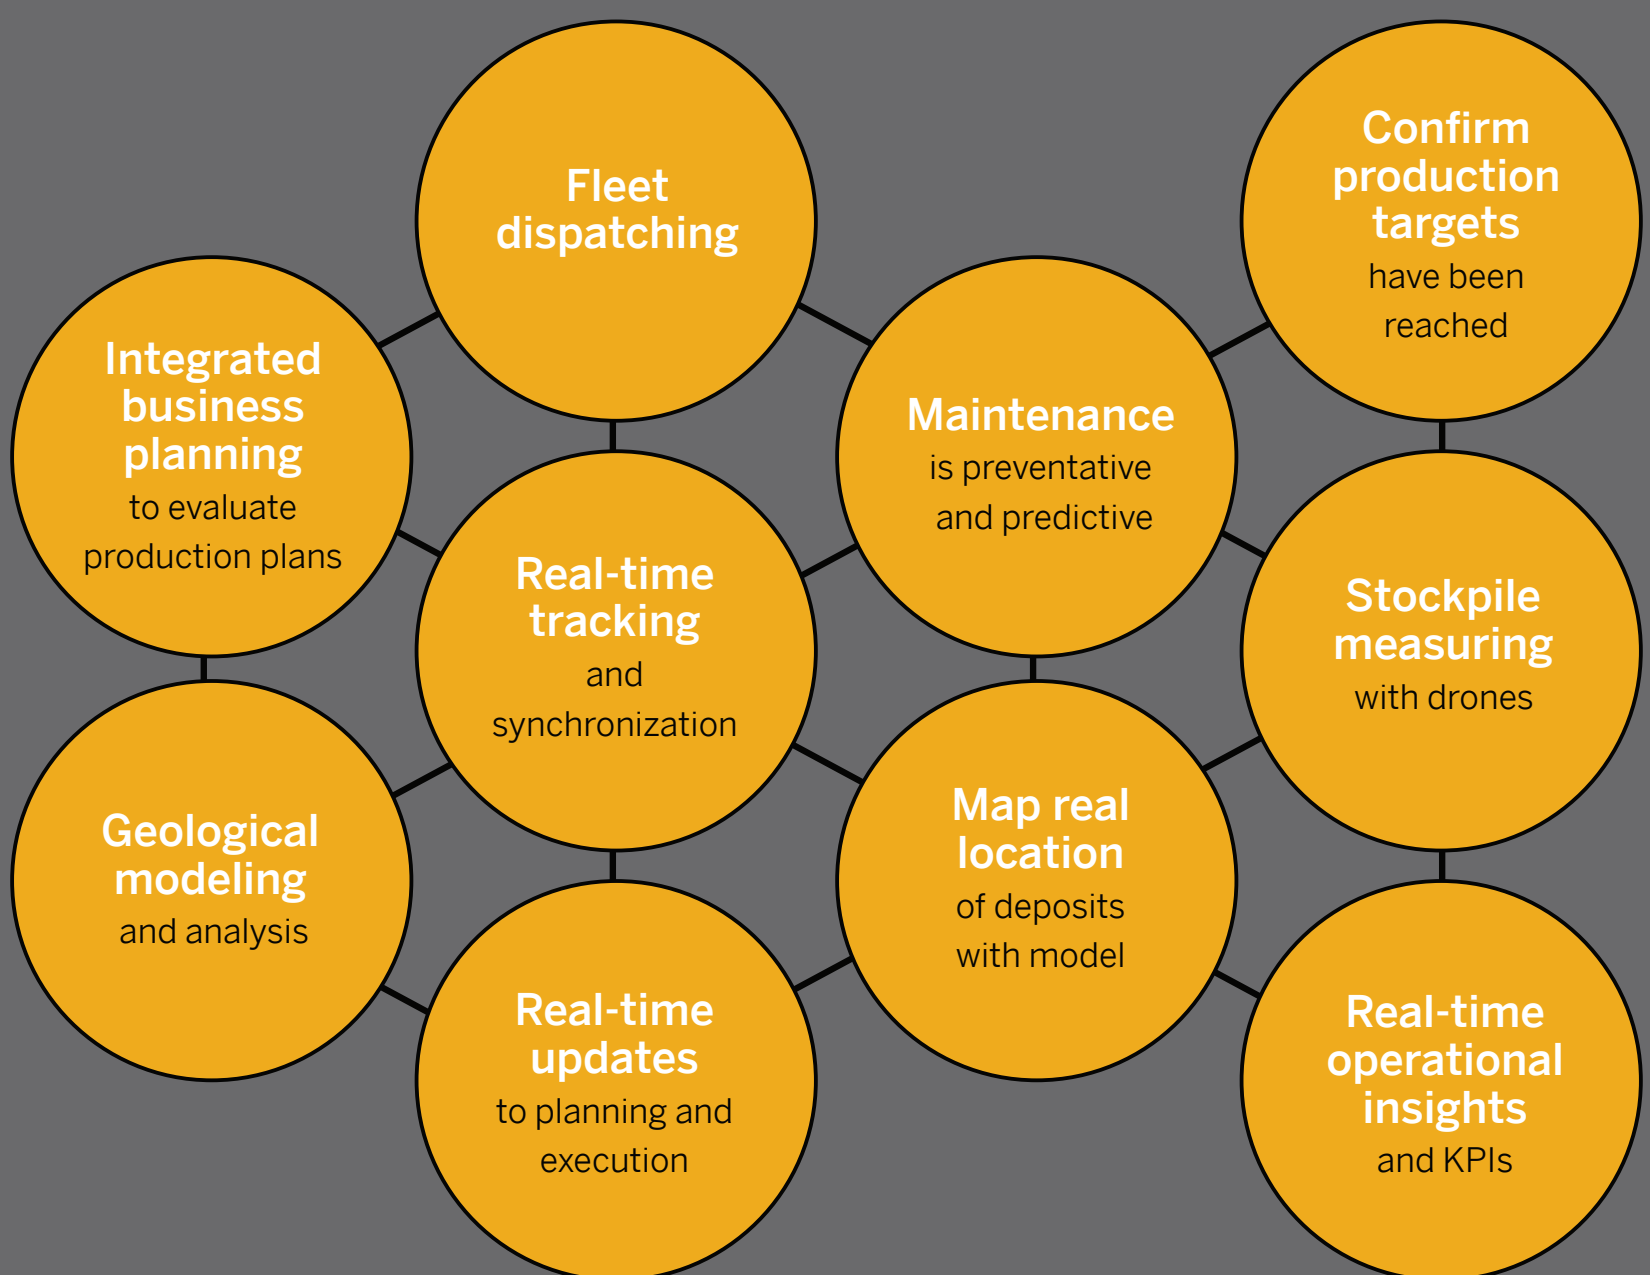 Fleet
dispatching
Confirm
production
targets
have been
reached
Integrated
business
planning
to evaluate
production plans
Maintenance
is preventative
and predictive
Real-time
tracking
and
synchronization
Stockpile
measuring
with drones
Geological
modeling
and analysis
Map real
location
of deposits
with model
Real-time
updates
to planning and
execution
Real-time
operational
insights
and KPIs